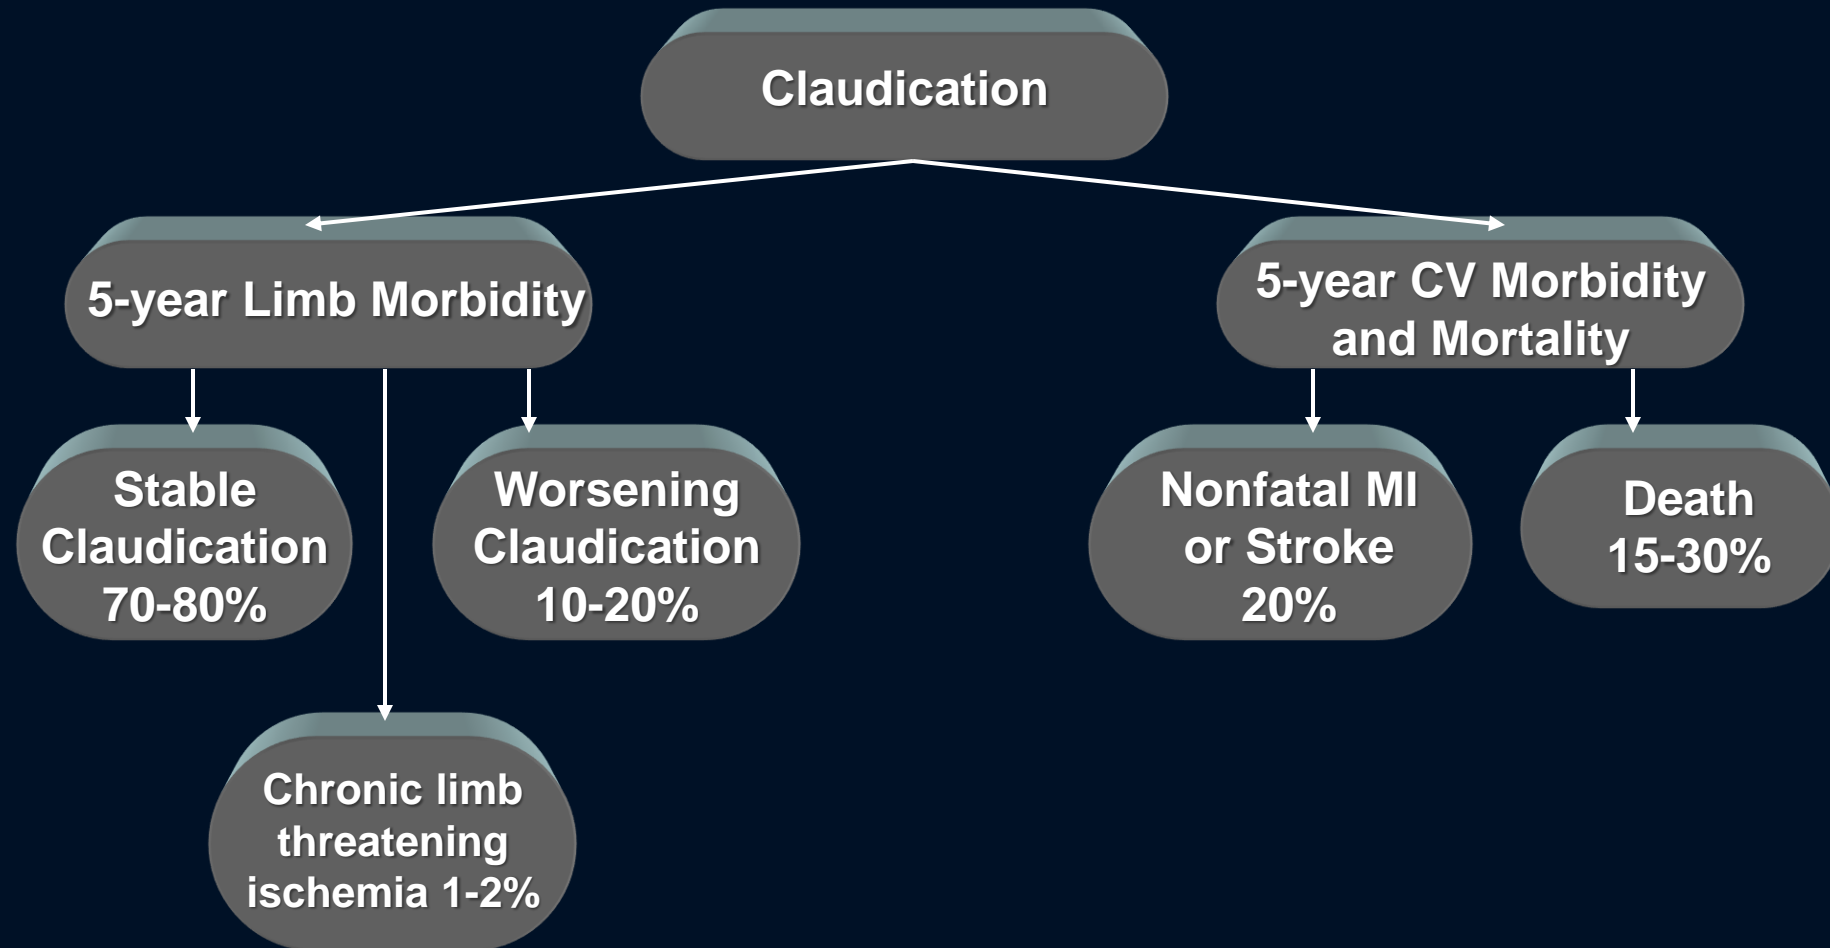 Claudication
5-year Limb Morbidity
5-year CV Morbidity
and Mortality
Stable
Claudication
70-80%
Worsening
Claudication
10-20%
Nonfatal MI
or Stroke
20%
Death
15-30%
Chronic limb
threatening
ischemia 1-2%